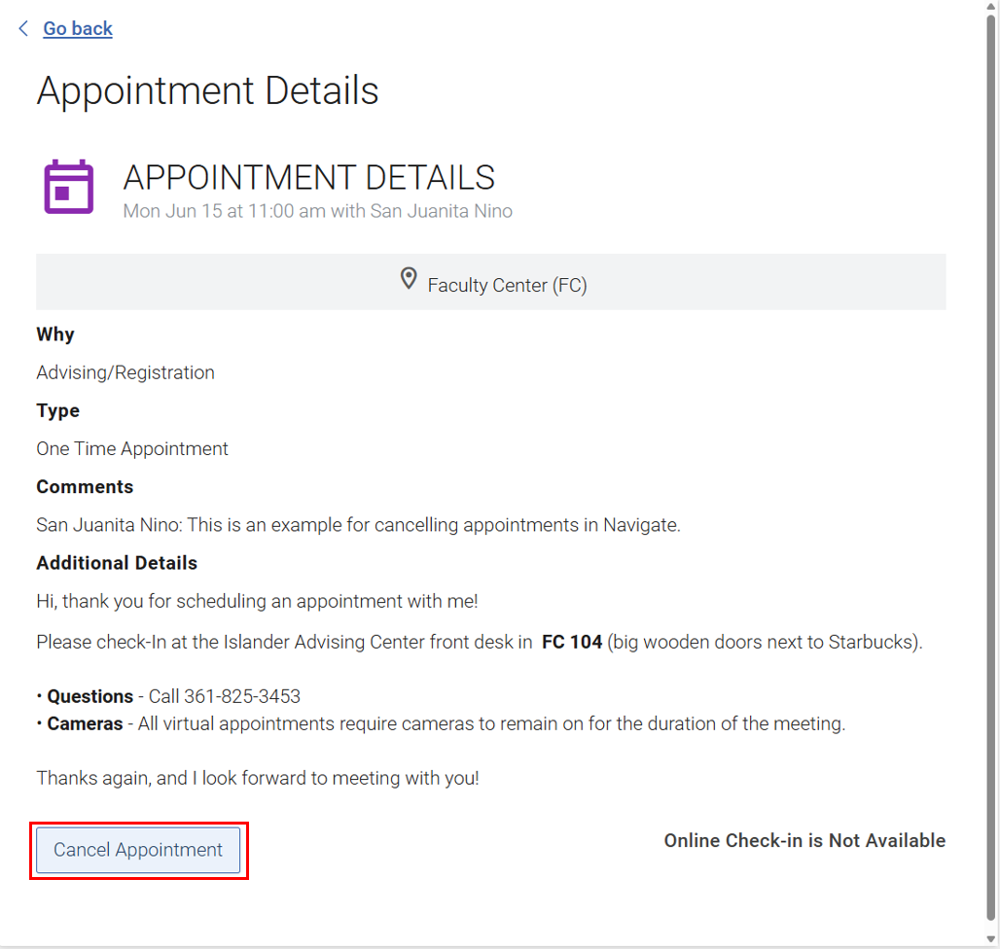 Go back
Appointment Details
APPOINTMENT DETAILS
Mon Jun 15 at 11:00 am with San Juanita Nino
Faculty Center (FC)
Why
Advising/Registration
Type
One Time Appointment
Comments
San Juanita Nino: This is an example for cancelling appointments in Navigate.
Additional Details
Hi, thank you for scheduling an appointment with me!
Please check-In at the Islander Advising Center front desk in FC 104 (big wooden doors next to Starbucks).
• Questions - Call 361-825-3453
• Cameras - All virtual appointments require cameras to remain on for the duration of the meeting.
Thanks again, and I look forward to meeting with you!
Cancel Appointment
Online Check-in is Not Available